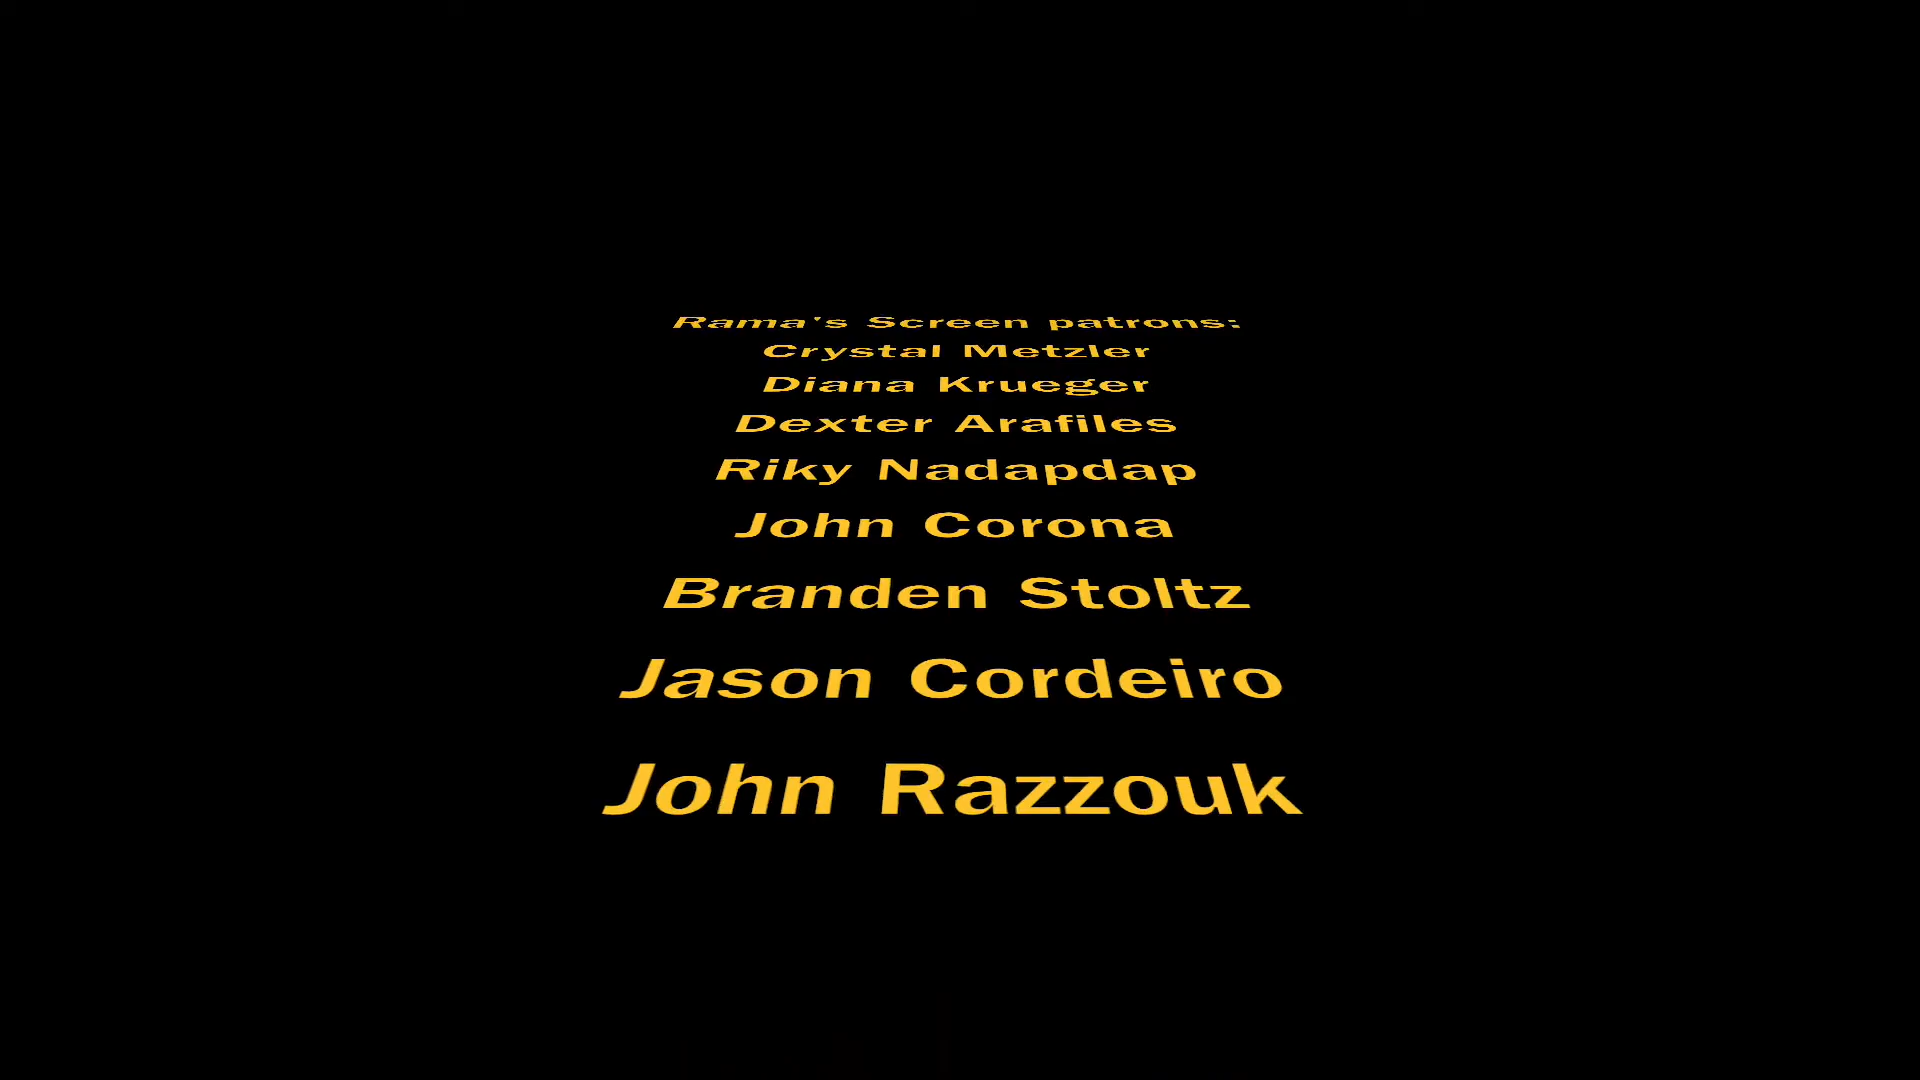 Rama's Screen patrons:
Crystal Metzler
Diana Krueger
Dexter Arafiles
Riky Nadapdap
John Corona
Branden Stoltz
Jason Cordeiro
John Razzouk